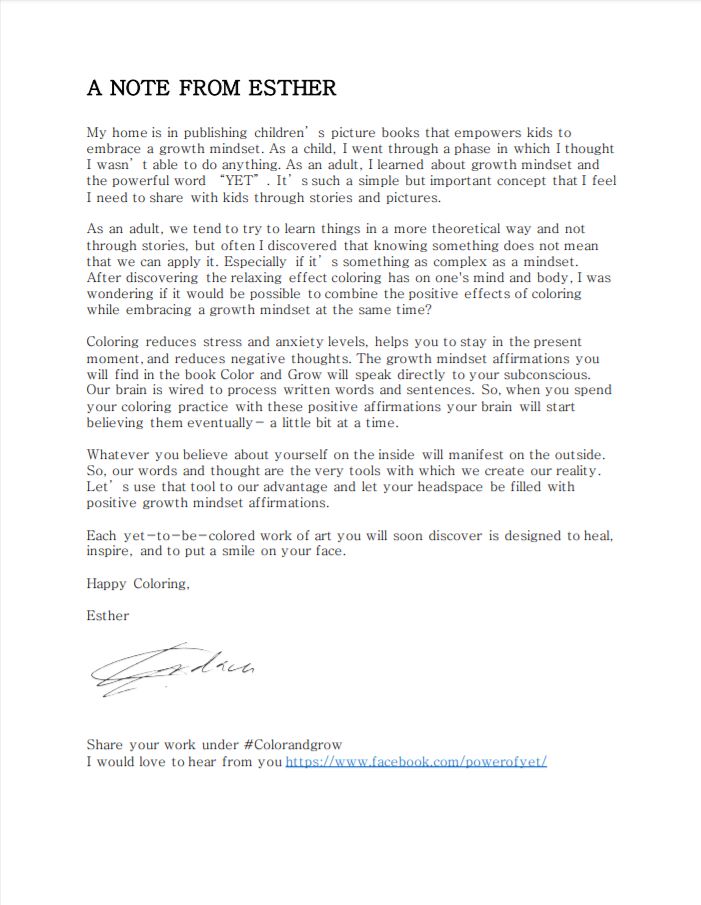 A NOTE FROM ESTHER
My home is in publishing children’s picture books that empowers kids to
embrace a growth mindset. As a child, I went through a phase in which I thought
I wasn’t able to do anything. As an adult, I learned about growth mindset and
the powerful word “YET”. It’s such a simple but important concept that I feel
I need to share with kids through stories and pictures.
As an adult, we tend to try to learn things in a more theoretical way and not
through stories, but often I discovered that knowing something does not mean
that we can apply it. Especially if it’s something as complex as a mindset.
After discovering the relaxing effect coloring has on one's mind and body, I was
wondering if it would be possible to combine the positive effects of coloring
while embracing a growth mindset at the same time?
Coloring reduces stress and anxiety levels, helps you to stay in the present
moment, and reduces negative thoughts. The growth mindset affirmations you
will find in the book Color and Grow will speak directly to your subconscious.
Our brain is wired to process written words and sentences. So, when you spend
your coloring practice with these positive affirmations your brain will start
believing them eventually– a little bit at a time.
Whatever you believe about yourself on the inside will manifest on the outside.
So, our words and thought are the very tools with which we create our reality.
Let’s use that tool to our advantage and let your headspace be filled with
positive growth mindset affirmations.
Each yet-to-be-colored work of art you will soon discover is designed to heal,
inspire, and to put a smile on your face.
Happy Coloring,
Esther
Share your work under #Colorandgrow
I would love to hear from you https://www.facebook.com/powerofyet/